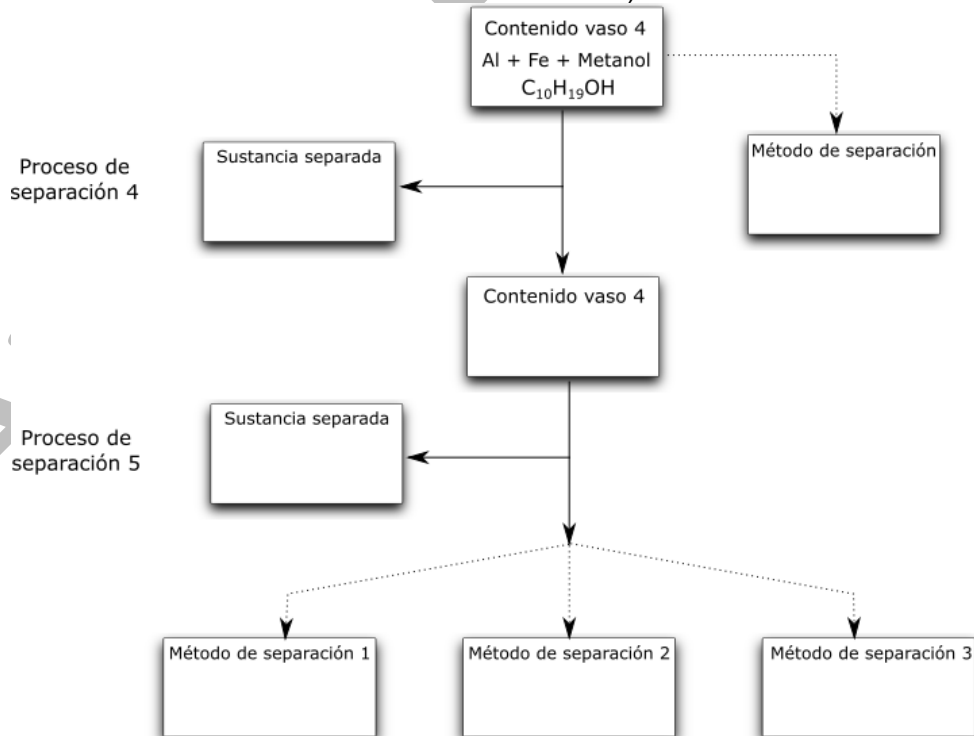 Contenido vaso 4
Al + Fe + Metanol
C₁₀H₁₉OH
Sustancia separada
Método de separación
Proceso de
separación 4
Contenido vaso 4
Sustancia separada
Proceso de
separación 5
Método de separación 1
Método de separación 2
Método de separación 3